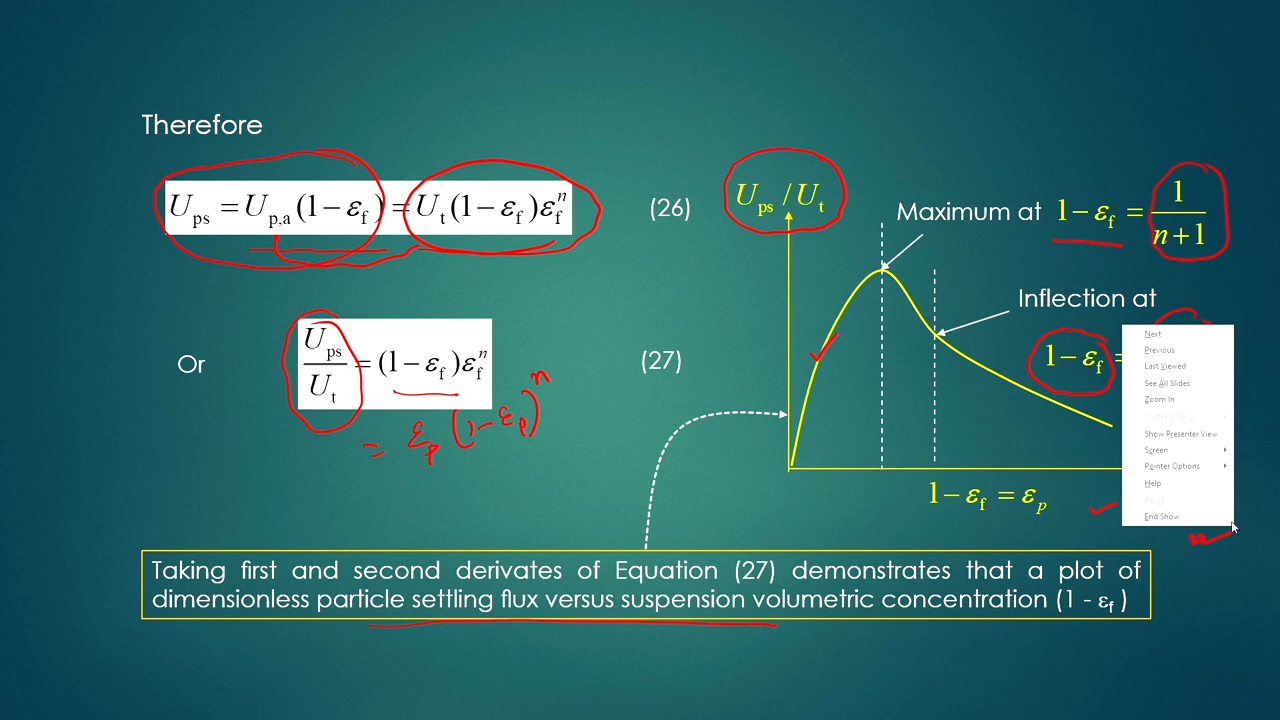 Therefore
U_ps = U_p,a (1 − ε_f) = U_t (1 − ε_f) ε_f^n
(26)
U_ps / U_t
Maximum at 1 − ε_f = 1 / (n + 1)
Inflection at
1 − ε_f =
Or
U_ps / U_t = (1 − ε_f) ε_f^n
(27)
= ε_p (1 − ε_p)^n
1 − ε_f = ε_p
Next
Previous
Last Viewed
See All Slides
Zoom In
Show Presenter View
Screen
Pointer Options
Help
End Show
Taking first and second derivates of Equation (27) demonstrates that a plot of
dimensionless particle settling flux versus suspension volumetric concentration (1 - ε_f )